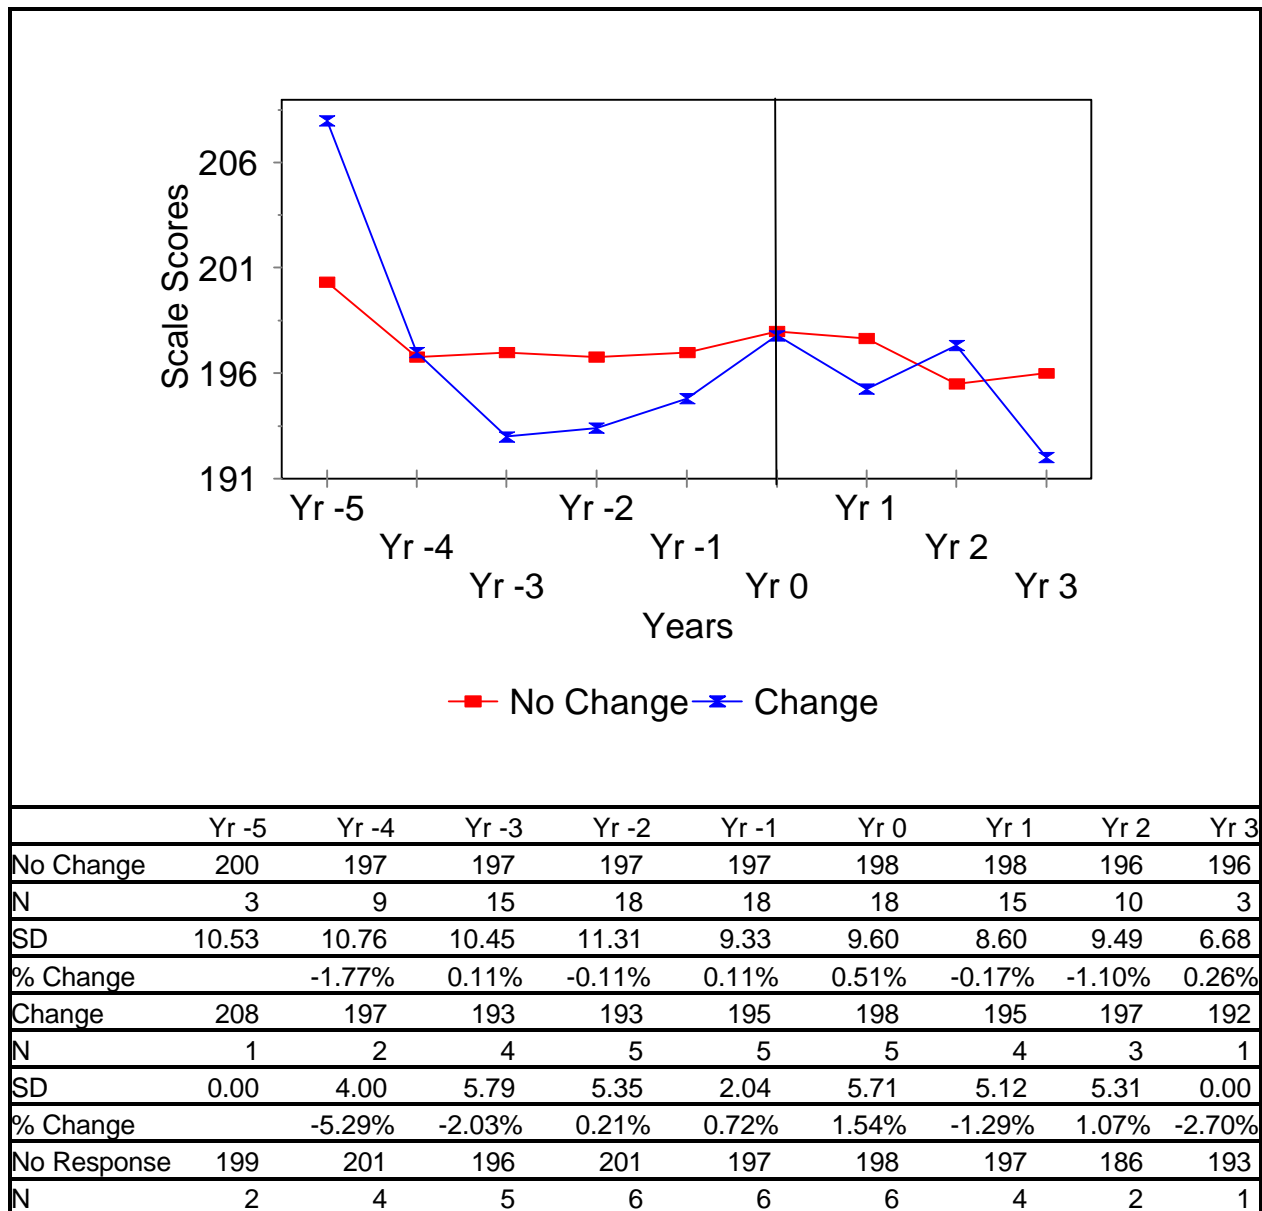 206
201
196
191
Scale Scores
Yr -5 Yr -2 Yr 1
Yr -4 Yr -1 Yr 2
Yr -3 Yr 0 Yr 3
Years
No Change Change
Yr -5 Yr -4 Yr -3 Yr -2 Yr -1 Yr 0 Yr 1 Yr 2 Yr 3
No Change 200 197 197 197 197 198 198 196 196
N 3 9 15 18 18 18 15 10 3
SD 10.53 10.76 10.45 11.31 9.33 9.60 8.60 9.49 6.68
% Change -1.77% 0.11% -0.11% 0.11% 0.51% -0.17% -1.10% 0.26%
Change 208 197 193 193 195 198 195 197 192
N 1 2 4 5 5 5 4 3 1
SD 0.00 4.00 5.79 5.35 2.04 5.71 5.12 5.31 0.00
% Change -5.29% -2.03% 0.21% 0.72% 1.54% -1.29% 1.07% -2.70%
No Response 199 201 196 201 197 198 197 186 193
N 2 4 5 6 6 6 4 2 1